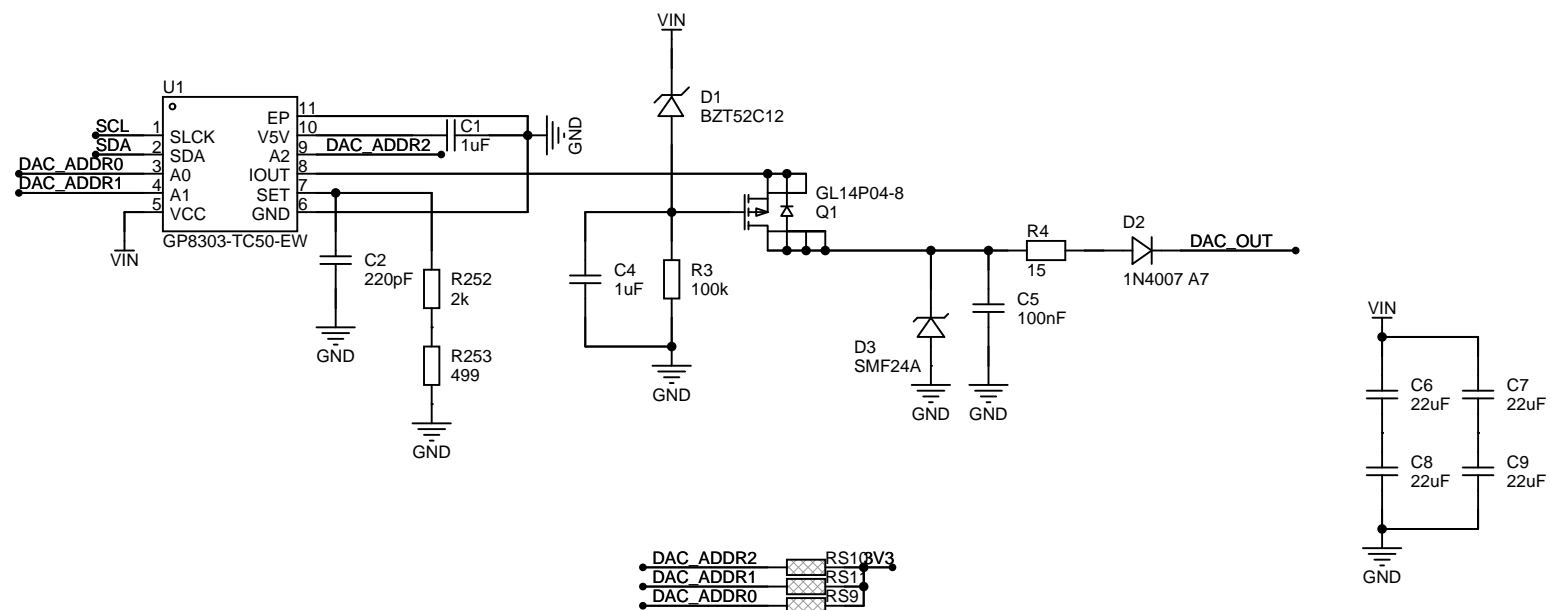 VIN
U1
D1
BZT52C12
SCL
1
SLCK
EP
11
SDA
2
SDA
V5V
10
C1
1uF
GND
DAC_ADDR0
3
A0
A2
9
DAC_ADDR2
DAC_ADDR1
4
A1
IOUT
8
5
VCC
SET
7
GND
6
GP8303-TC50-EW
VIN
GL14P04-8
Q1
C2
220pF
R252
2k
GND
R253
499
GND
C4
1uF
R3
100k
GND
R4
15
D2
1N4007 A7
DAC_OUT
D3
SMF24A
GND
C5
100nF
GND
VIN
C6
22uF
C7
22uF
C8
22uF
C9
22uF
GND
DAC_ADDR2
RS10
3V3
DAC_ADDR1
RS11
DAC_ADDR0
RS9